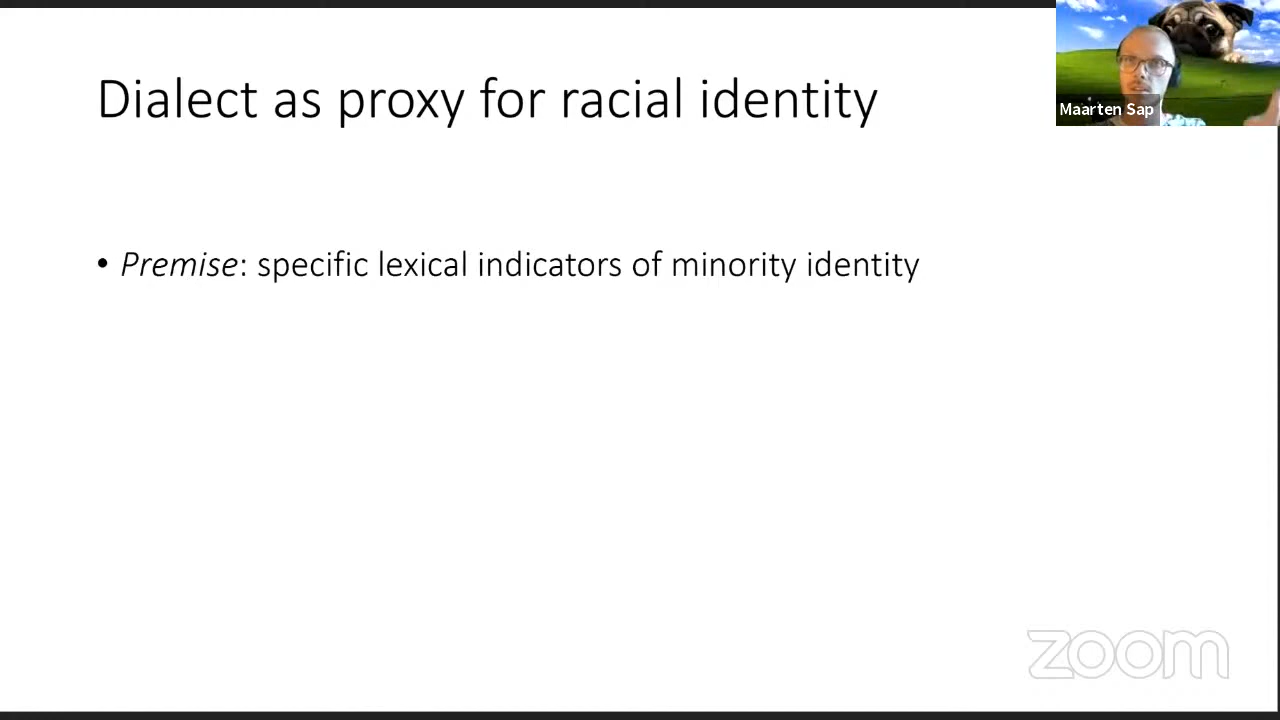 Dialect as proxy for racial identity
Maarten Sap
• Premise: specific lexical indicators of minority identity
zoom